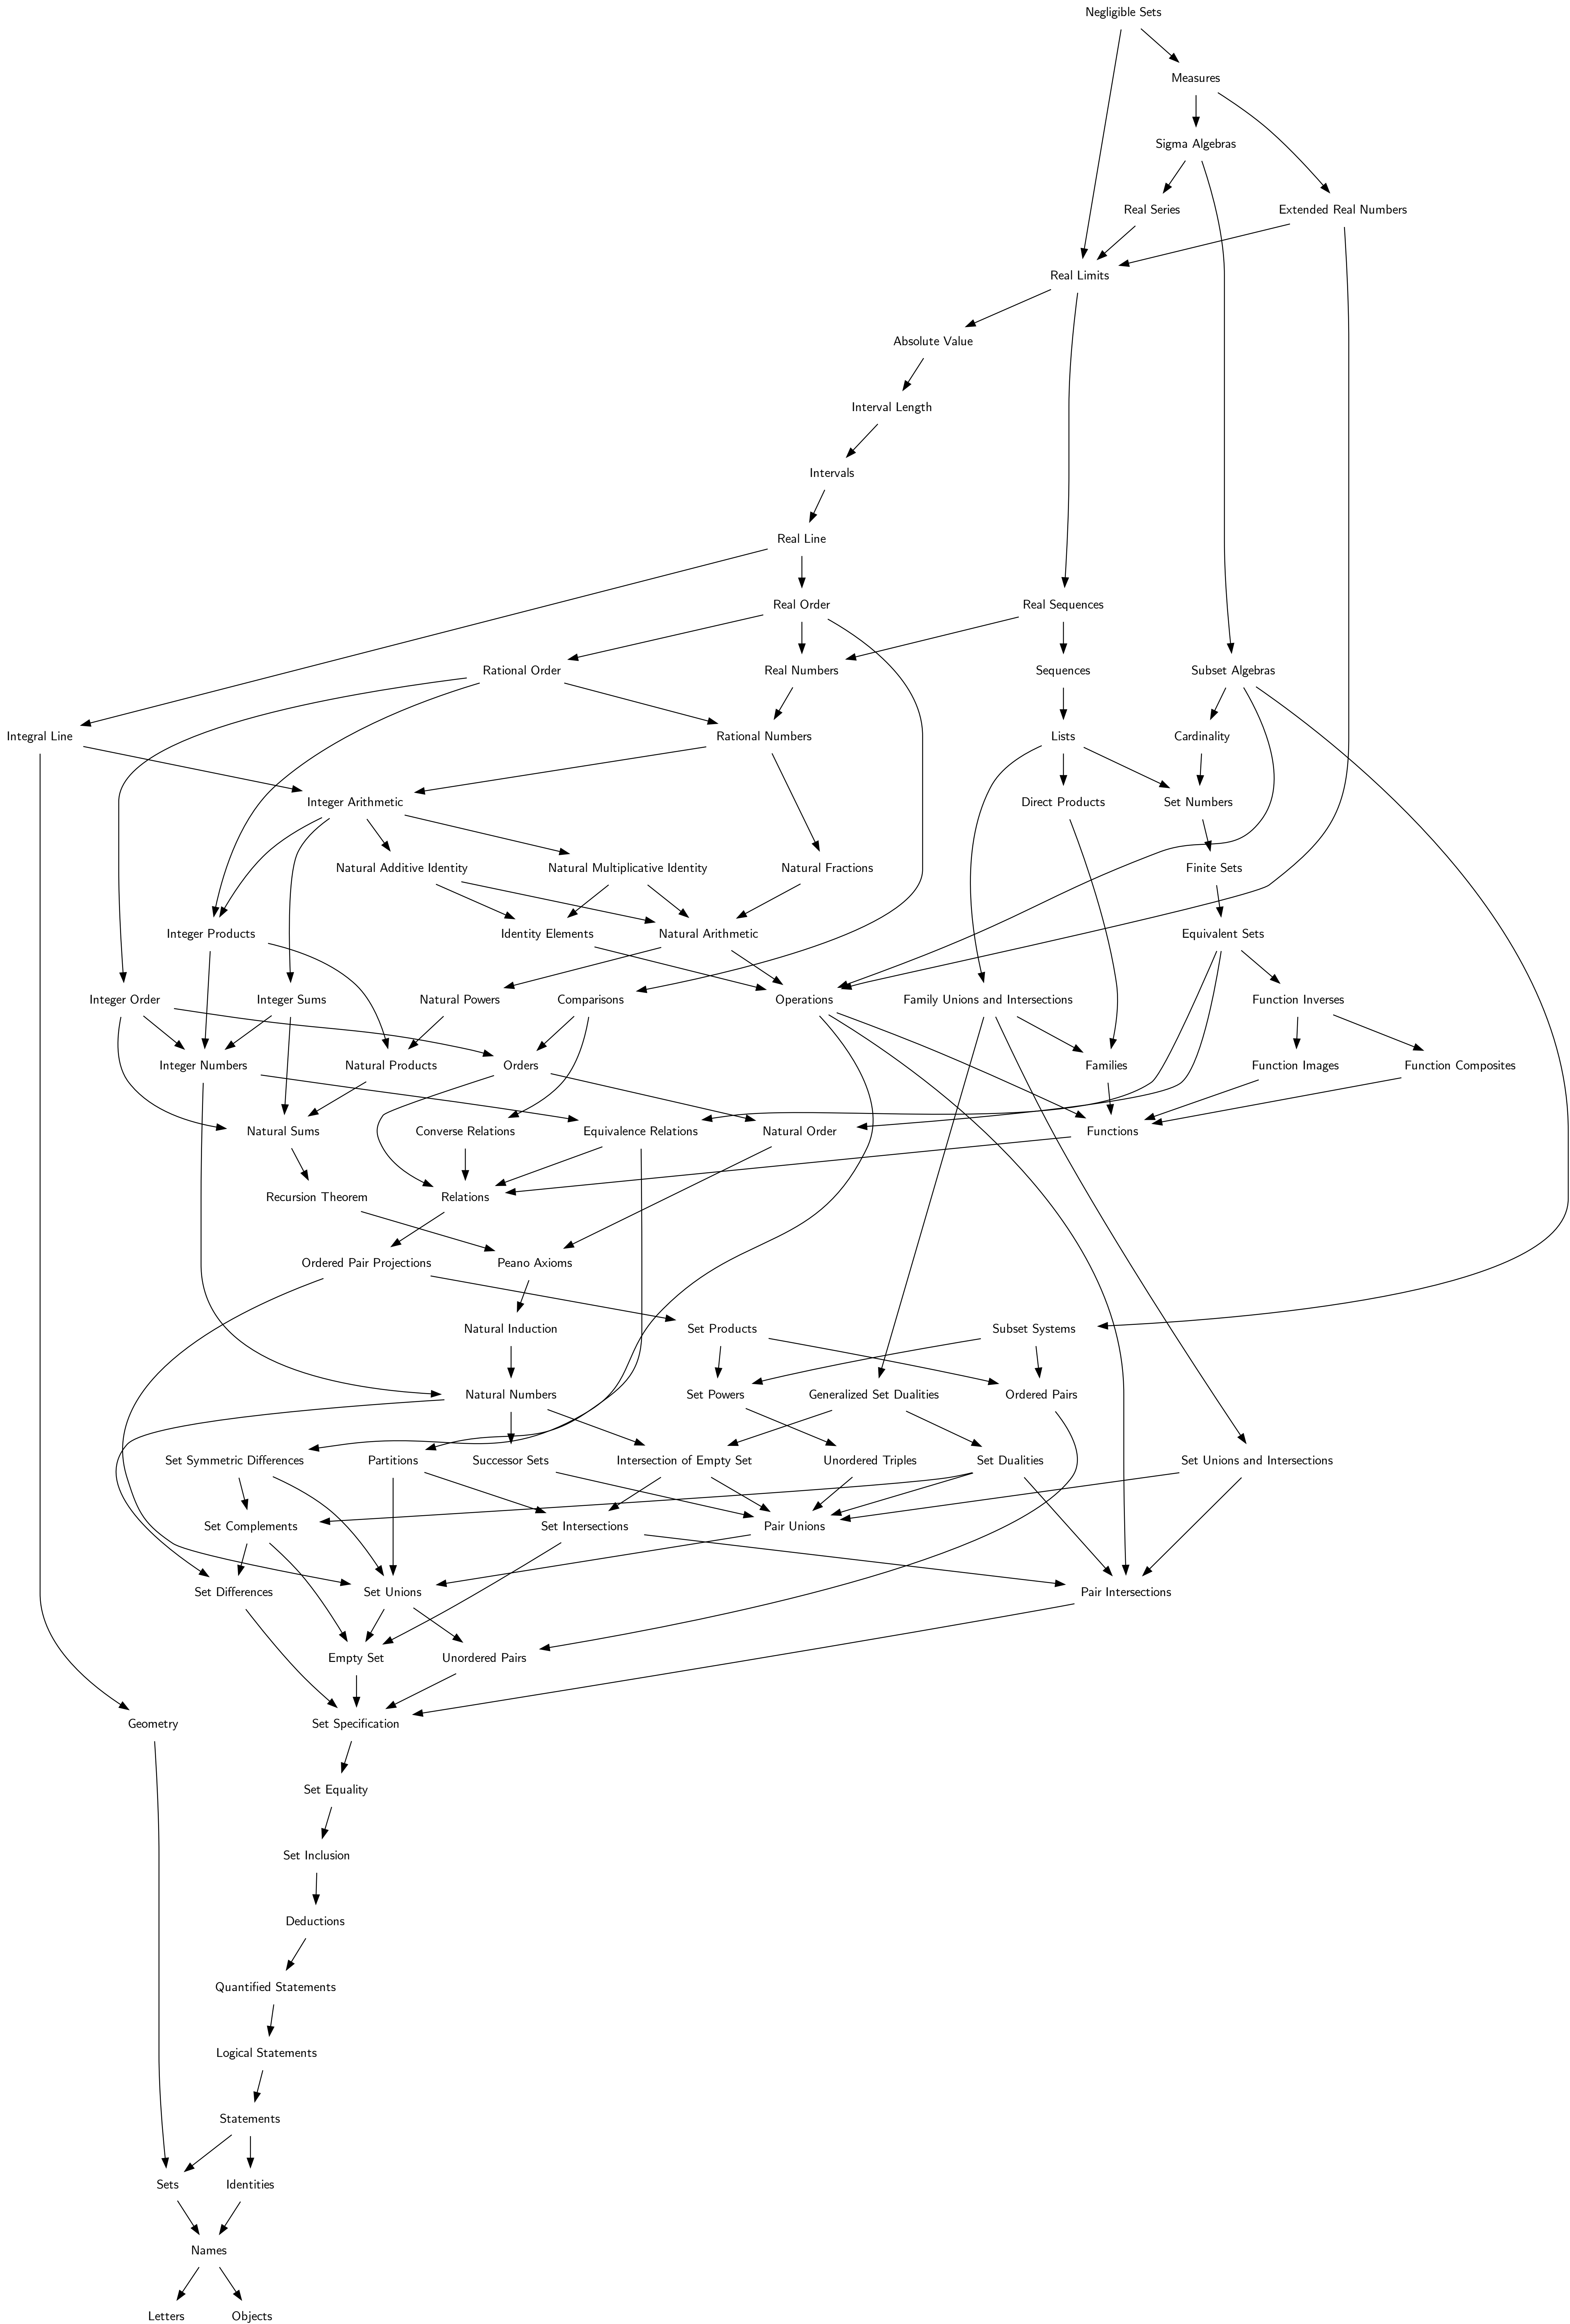 Negligible Sets
Measures
Sigma Algebras
Real Series
Extended Real Numbers
Real Limits
Absolute Value
Interval Length
Intervals
Real Line
Real Order
Real Sequences
Rational Order
Real Numbers
Sequences
Subset Algebras
Integral Line
Rational Numbers
Lists
Cardinality
Integer Arithmetic
Direct Products
Set Numbers
Natural Additive Identity
Natural Multiplicative Identity
Natural Fractions
Finite Sets
Integer Products
Identity Elements
Natural Arithmetic
Equivalent Sets
Integer Order
Integer Sums
Natural Powers
Comparisons
Operations
Family Unions and Intersections
Function Inverses
Integer Numbers
Natural Products
Orders
Families
Function Images
Function Composites
Natural Sums
Converse Relations
Equivalence Relations
Natural Order
Functions
Recursion Theorem
Relations
Ordered Pair Projections
Peano Axioms
Natural Induction
Set Products
Subset Systems
Natural Numbers
Set Powers
Generalized Set Dualities
Ordered Pairs
Set Symmetric Differences
Partitions
Successor Sets
Intersection of Empty Set
Unordered Triples
Set Dualities
Set Unions and Intersections
Set Complements
Set Intersections
Pair Unions
Set Differences
Set Unions
Pair Intersections
Empty Set
Unordered Pairs
Geometry
Set Specification
Set Equality
Set Inclusion
Deductions
Quantified Statements
Logical Statements
Statements
Sets
Identities
Names
Letters
Objects